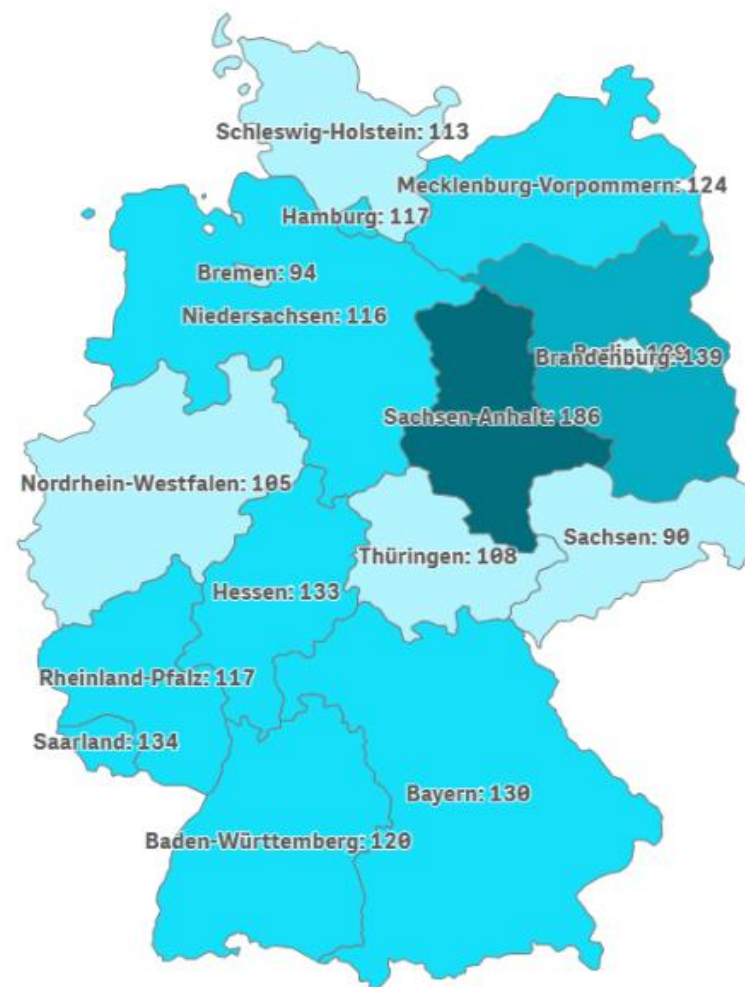 Schleswig-Holstein: 113
Mecklenburg-Vorpommern: 124
Hamburg: 117
Bremen: 94
Niedersachsen: 116
Brandenburg: 139
Sachsen-Anhalt: 186
Nordrhein-Westfalen: 105
Sachsen: 90
Thüringen: 108
Hessen: 133
Rheinland-Pfalz: 117
Saarland: 134
Bayern: 130
Baden-Württemberg: 120